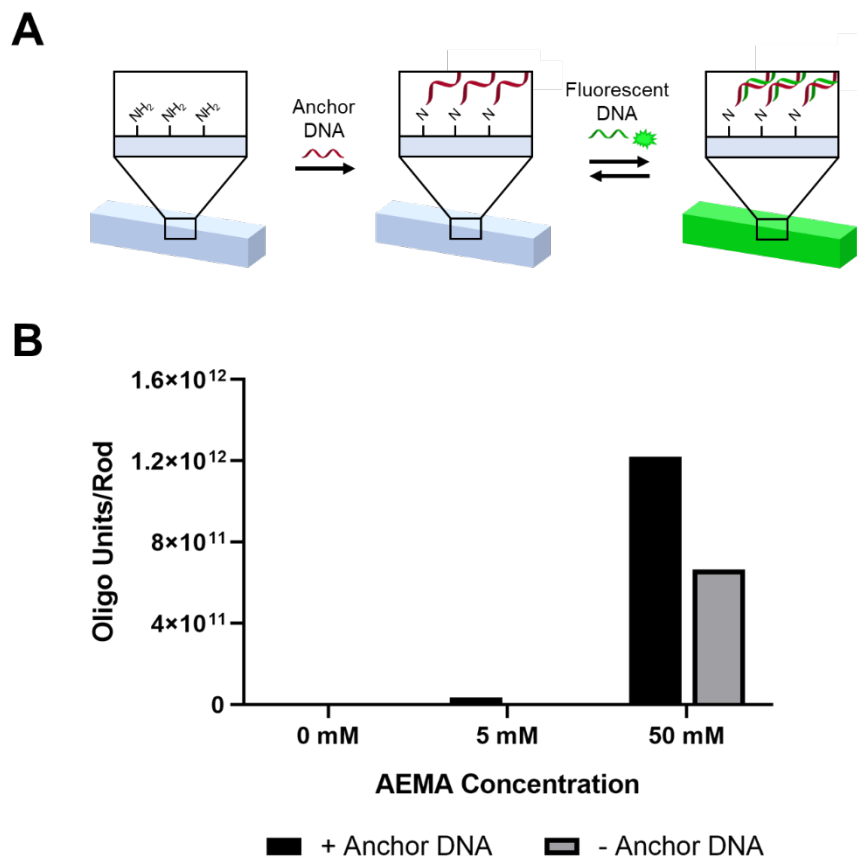 A
NH₂ NH₂ NH₂
Anchor
DNA
N N N
Fluorescent
DNA
N N N
B
Oligo Units/Rod
1.6×10¹²
1.2×10¹²
8×10¹¹
4×10¹¹
0
0 mM 5 mM 50 mM
AEMA Concentration
+ Anchor DNA - Anchor DNA